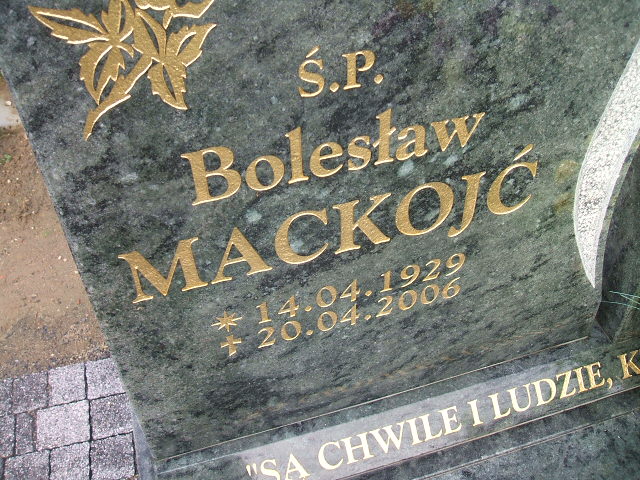 Ś.P.
Bolesław
MACKOJĆ
* 14.04.1929
✝ 20.04.2006
"SĄ CHWILE I LUDZIE, K